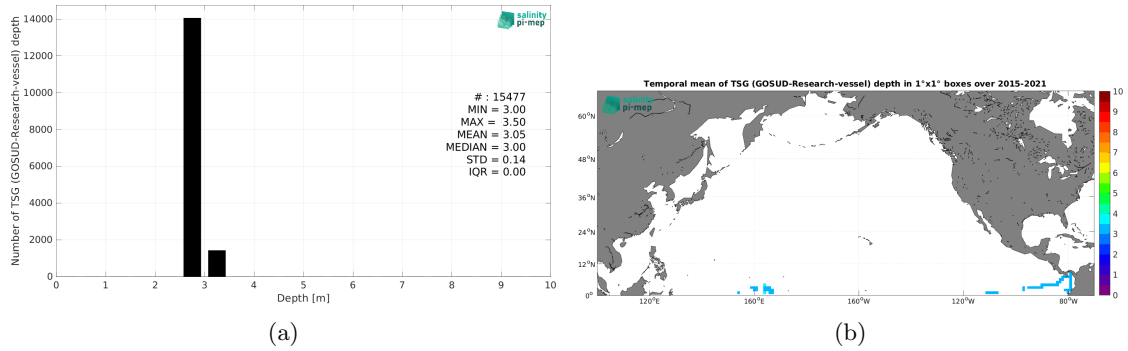 14000
12000
10000
8000
6000
4000
2000
0
Number of TSG (GOSUD-Research-vessel) depth
salinity
pi-mep
# : 15477
MIN = 3.00
MAX = 3.50
MEAN = 3.05
MEDIAN = 3.00
STD = 0.14
IQR = 0.00
0 1 2 3 4 5 6 7 8 9 10
Depth [m]
(a)
Temporal mean of TSG (GOSUD-Research-vessel) depth in 1°x1° boxes over 2015-2021
salinity
pi-mep
60°N
48°N
36°N
24°N
12°N
0°
120°E 160°E 160°W 120°W 80°W
10
9
8
7
6
5
4
3
2
1
0
(b)